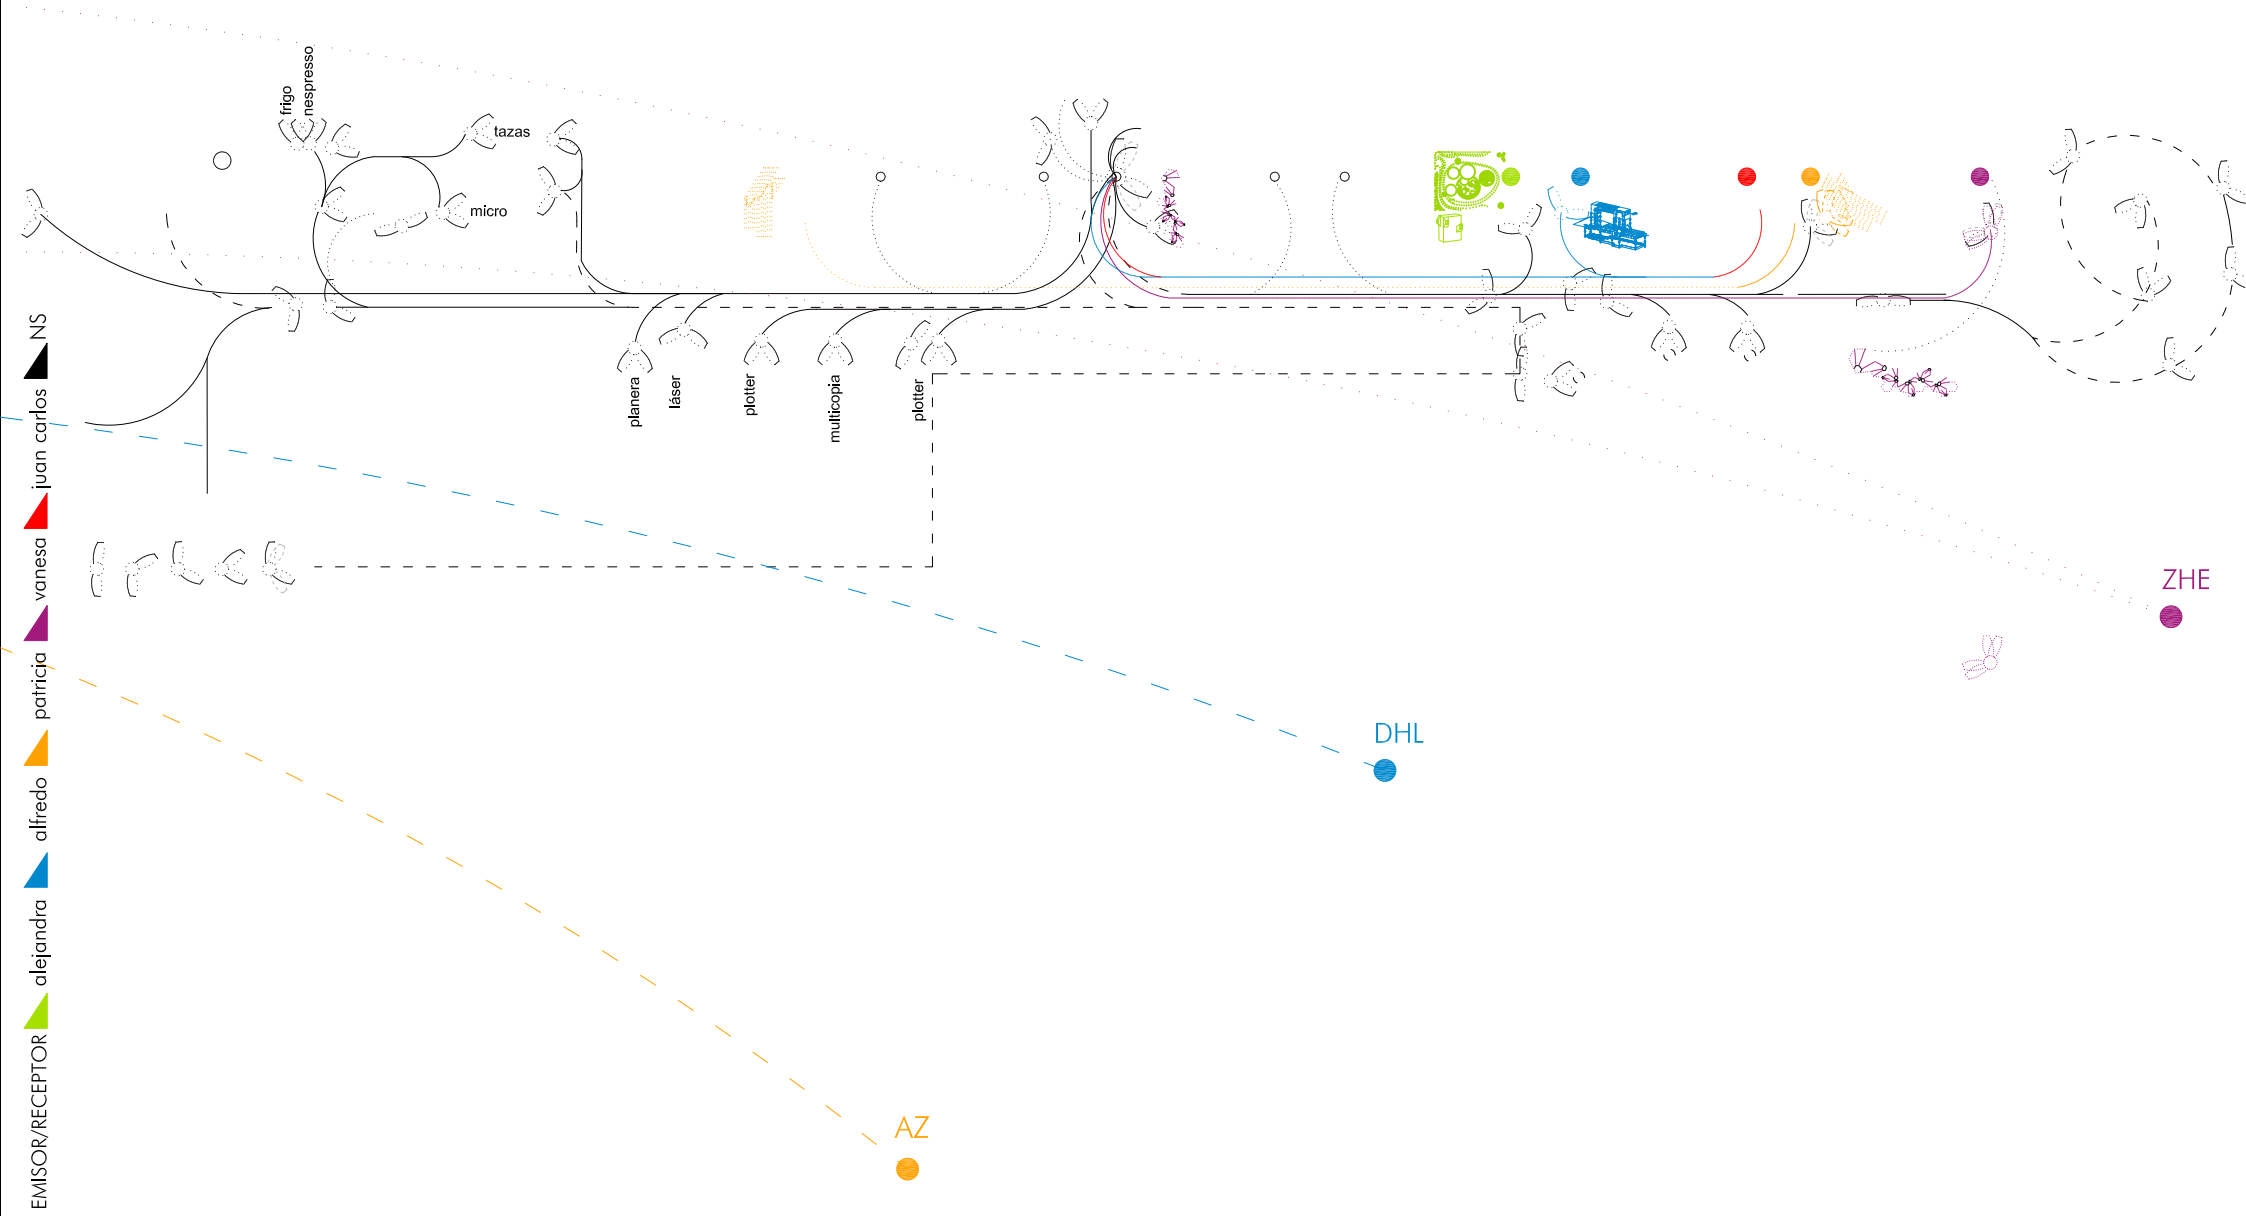 frigo
nespresso
tazas
micro
planera
láser
plotter
multicopia
plotter
ZHE
DHL
AZ
EMISOR/RECEPTOR
alejandra
alfredo
patricia
vanesa
juan carlos
NS